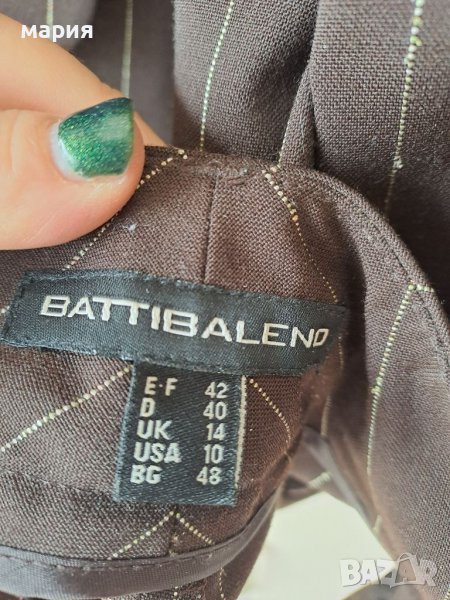 мария
BATTIBALENO
E·F 42
D 40
UK 14
USA 10
BG 48
bazar